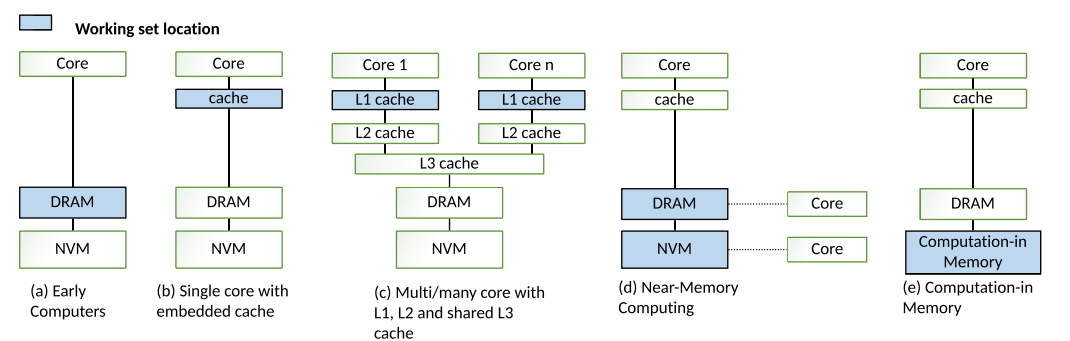 Working set location
Core
DRAM
NVM
(a) Early
Computers
Core
cache
DRAM
NVM
(b) Single core with
embedded cache
Core 1
Core n
L1 cache
L1 cache
L2 cache
L2 cache
L3 cache
DRAM
NVM
(c) Multi/many core with
L1, L2 and shared L3
cache
Core
cache
DRAM
Core
NVM
Core
(d) Near-Memory
Computing
Core
cache
DRAM
Computation-in
Memory
(e) Computation-in
Memory